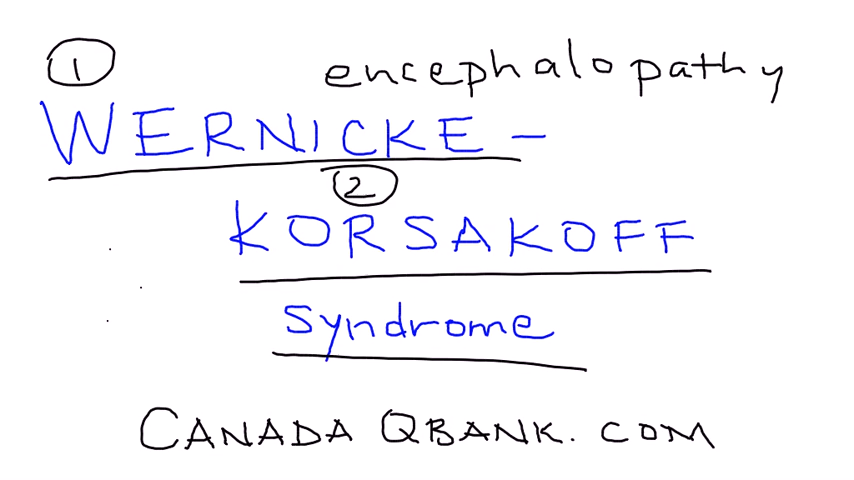 ① encephalopathy
WERNICKE -
②
KORSAKOFF
Syndrome
CANADA QBANK. COM